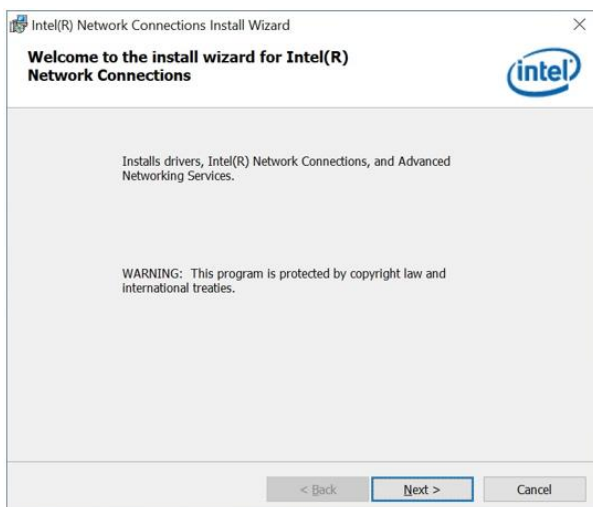 Intel(R) Network Connections Install Wizard
Welcome to the install wizard for Intel(R)
Network Connections
intel
Installs drivers, Intel(R) Network Connections, and Advanced
Networking Services.
WARNING: This program is protected by copyright law and
international treaties.
< Back Next > Cancel